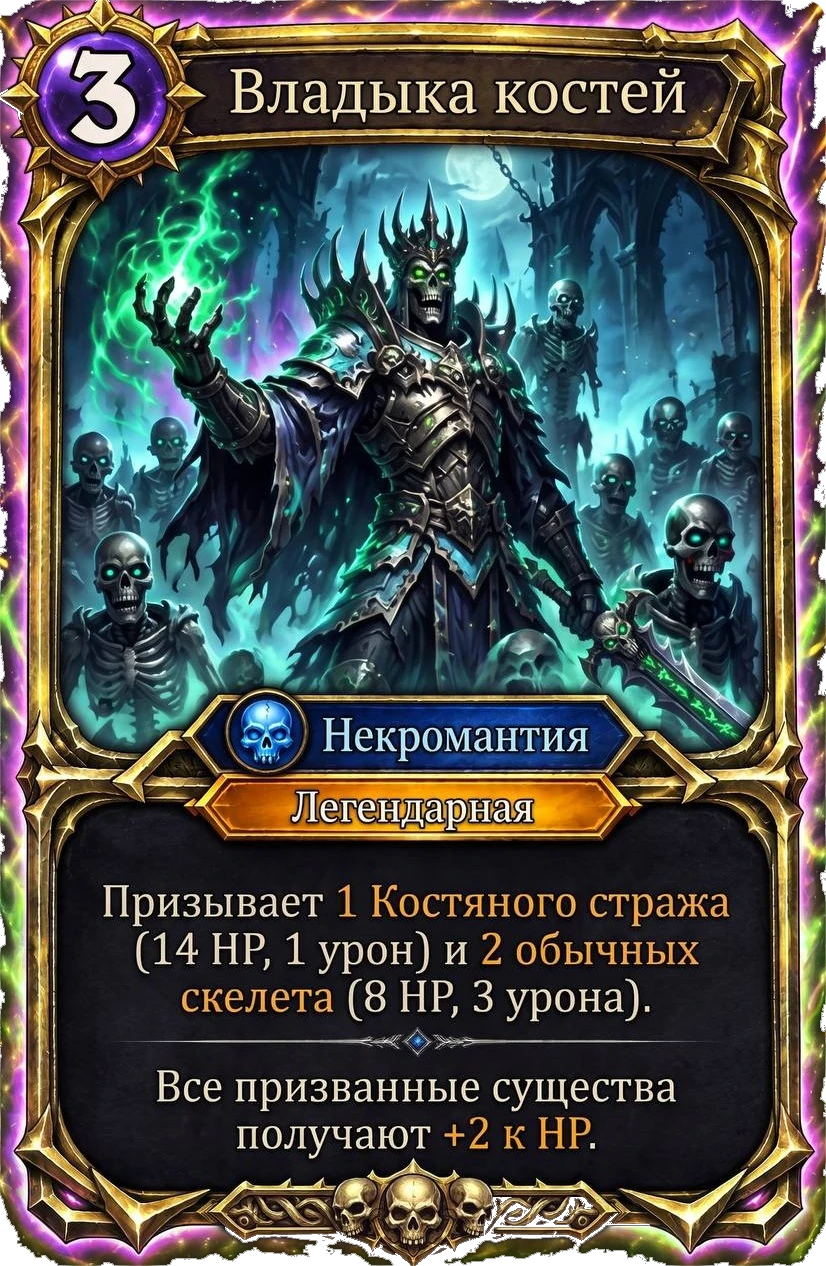 3
Владыка костей
Некромантия
Легендарная
Призывает 1 Костяного стража
(14 HP, 1 урон) и 2 обычных
скелета (8 HP, 3 урона).
Все призванные существа
получают +2 к HP.